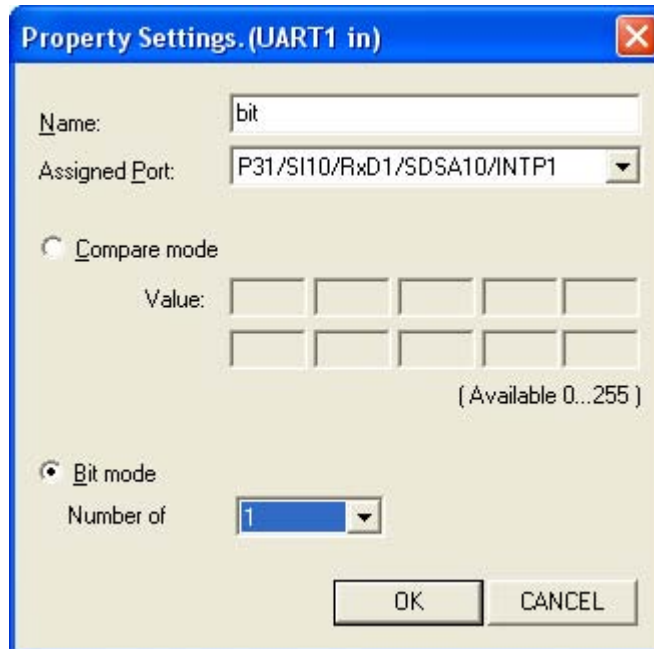 Property Settings.(UART1 in)
Name:
bit
Assigned Port:
P31/SI10/RxD1/SDSA10/INTP1
Compare mode
Value:
( Available 0...255 )
Bit mode
Number of
1
OK
CANCEL